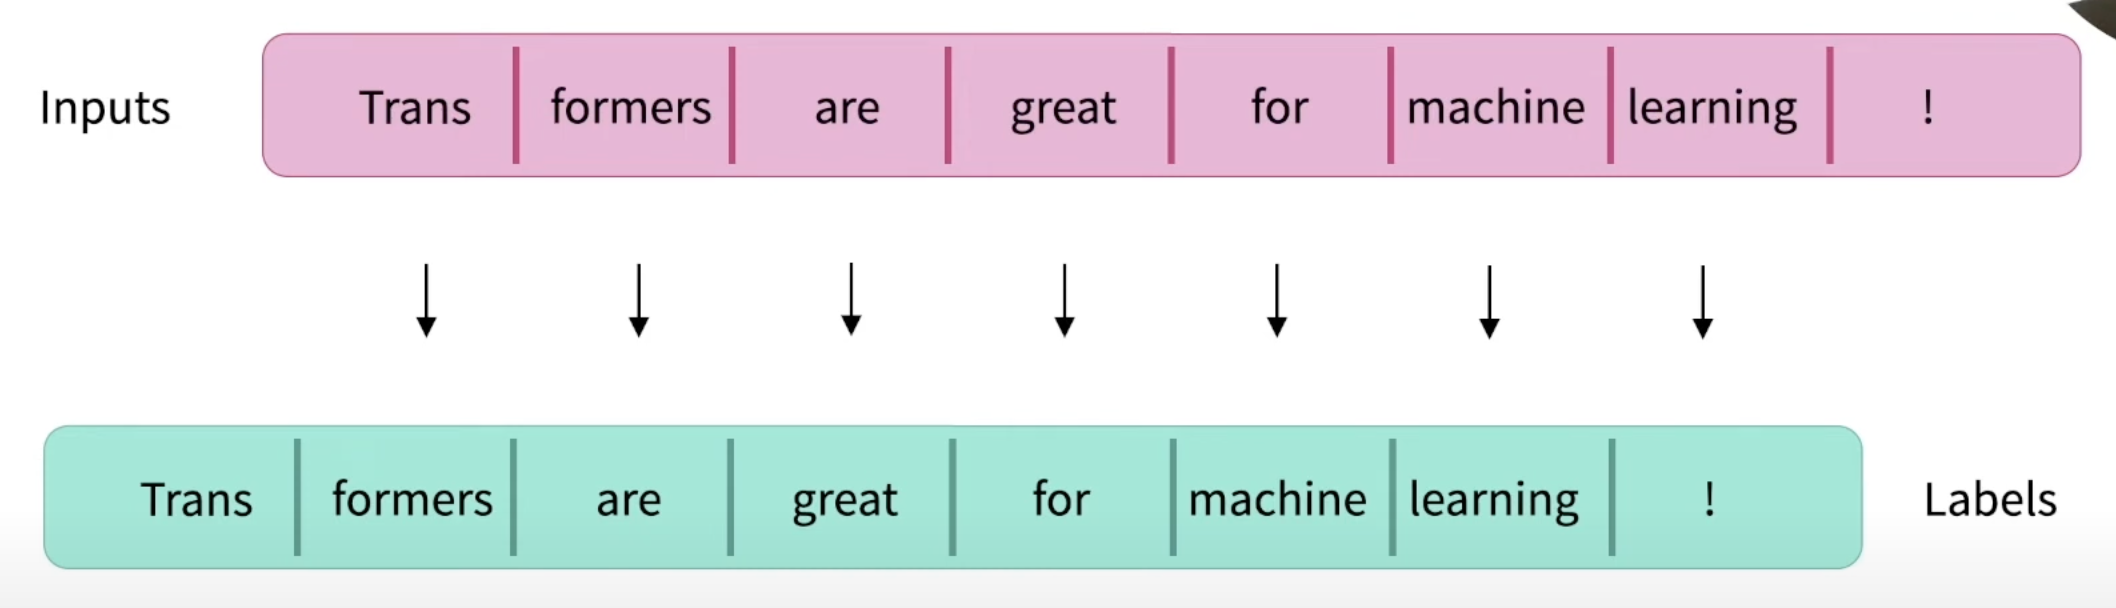 Inputs Trans formers are great for machine learning !
Trans formers are great for machine learning ! Labels